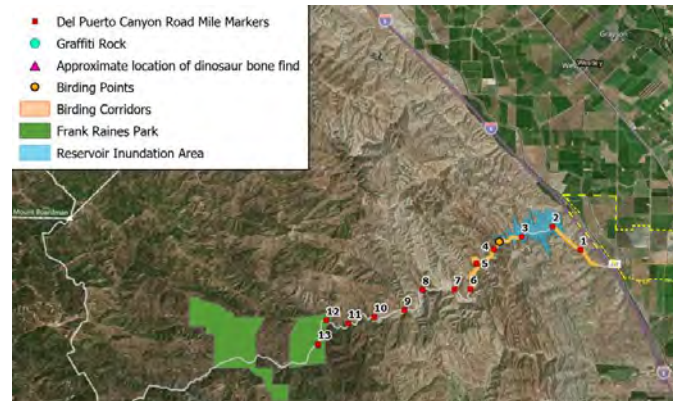 Del Puerto Canyon Road Mile Markers
Graffiti Rock
Approximate location of dinosaur bone find
Birding Points
Birding Corridors
Frank Raines Park
Reservoir Inundation Area
Grayson
Westley
Mount Boardman
2
3
1
4
5
8
7
6
9
12
11
10
13